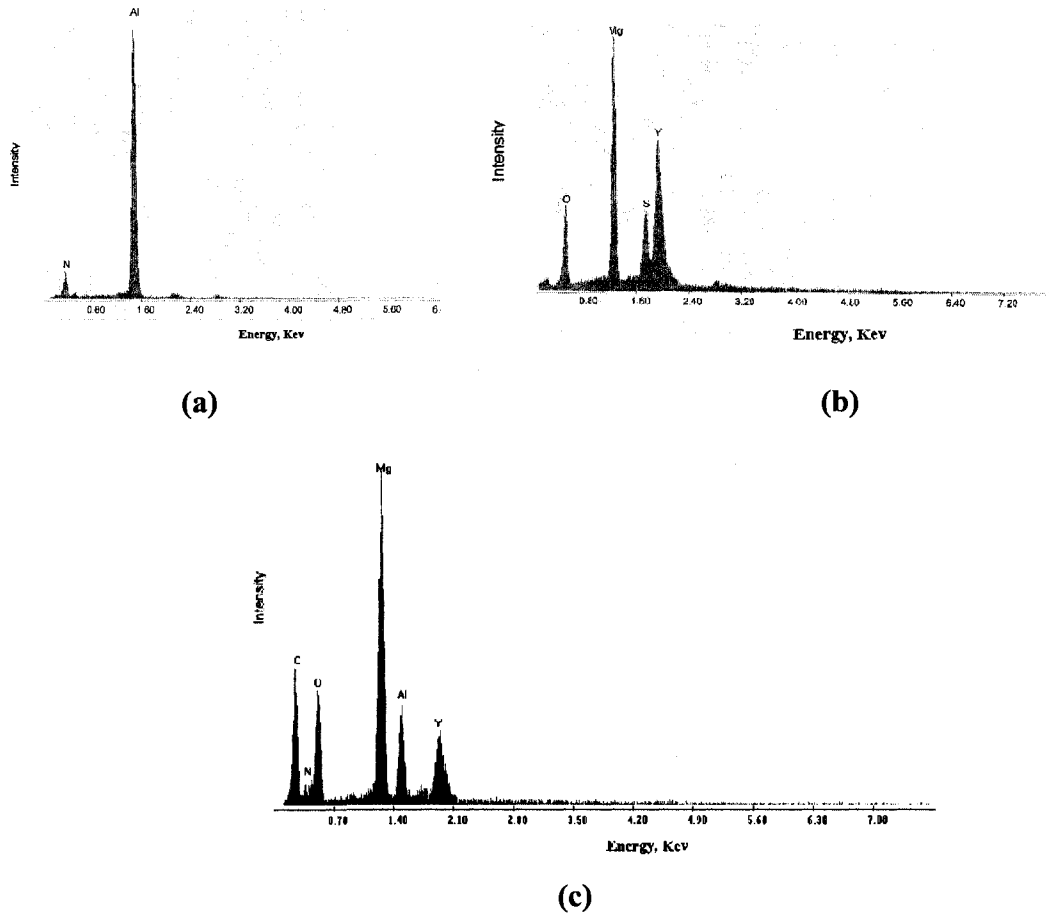 Al
Intensity
N
0.80 1.60 2.40 3.20 4.00 4.80 5.60 6.
Energy, Kev
(a)
Mg
Y
Intensity
O
S
0.80 1.60 2.40 3.20 4.00 4.80 5.60 6.40 7.20
Energy, Kev
(b)
Mg
Intensity
C
O
N
Al
Y
0.70 1.40 2.10 2.80 3.50 4.20 4.90 5.60 6.30 7.00
Energy, Kev
(c)